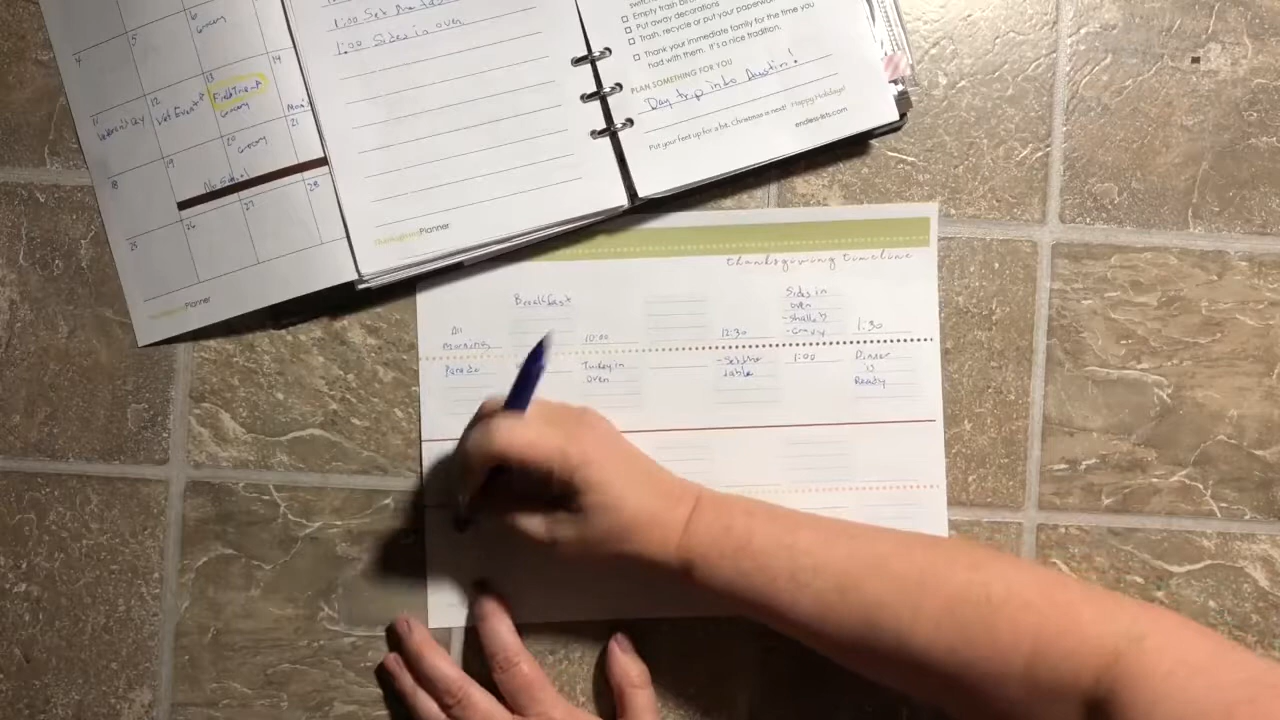 4
5
6
Grocery
11
12
13
14
Vet Event
Grocery
18
19
20
Grocery
21
No School
25
26
27
28
Thanksgiving Planner
1:00 Sides in oven
Thanksgiving Planner
Empty trash
Put away decorations
Trash, recycle or put your paperwork
Thank your immediate family for the time you
had with them. It's a nice tradition.
PLAN SOMETHING FOR YOU
Day trip into Austin!
Put your feet up for a bit, Christmas is next! Happy Holidays!
endless-lists.com
thanksgiving timeline
All
Morning
Parade
Breakfast
10:00
Turkey in
oven
12:30
- Set the
table
Sides in
oven
- gravy
1:00
1:30
Dinner
is
Ready